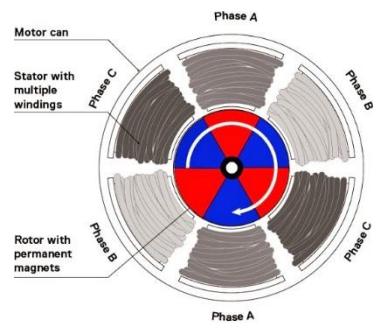 Phase A
Motor can
Phase C
Phase B
Stator with
multiple
windings
Phase B
Phase C
Rotor with
permanent
magnets
Phase A